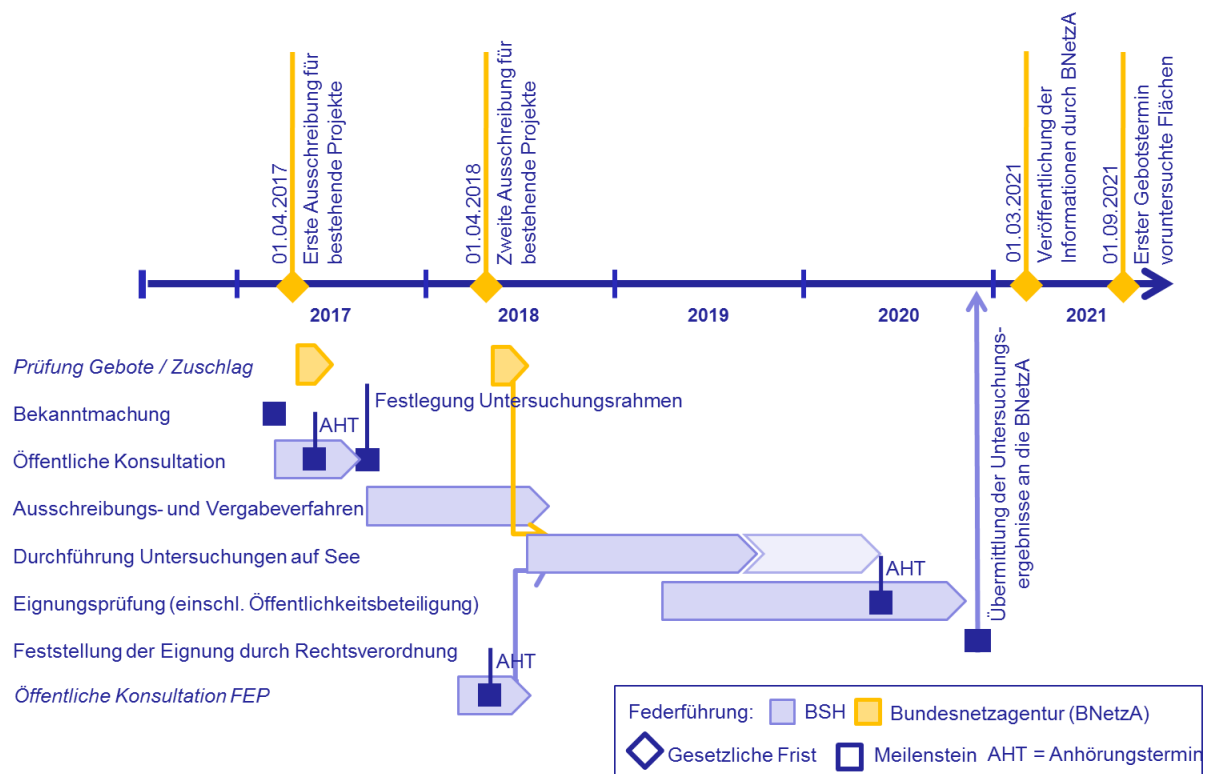 01.04.2017
Erste Ausschreibung für
bestehende Projekte
01.04.2018
Zweite Ausschreibung für
bestehende Projekte
01.03.2021
Veröffentlichung der
Informationen durch BNetzA
01.09.2021
Erster Gebotstermin
voruntersuchte Flächen
2017
2018
2019
2020
2021
Prüfung Gebote / Zuschlag
Bekanntmachung
Festlegung Untersuchungsrahmen
AHT
Öffentliche Konsultation
Ausschreibungs- und Vergabeverfahren
Durchführung Untersuchungen auf See
AHT
Eignungsprüfung (einschl. Öffentlichkeitsbeteiligung)
Übermittlung der Untersuchungs-
ergebnisse an die BNetzA
Feststellung der Eignung durch Rechtsverordnung
AHT
Öffentliche Konsultation FEP
Federführung: BSH Bundesnetzagentur (BNetzA)
Gesetzliche Frist Meilenstein AHT = Anhörungstermin